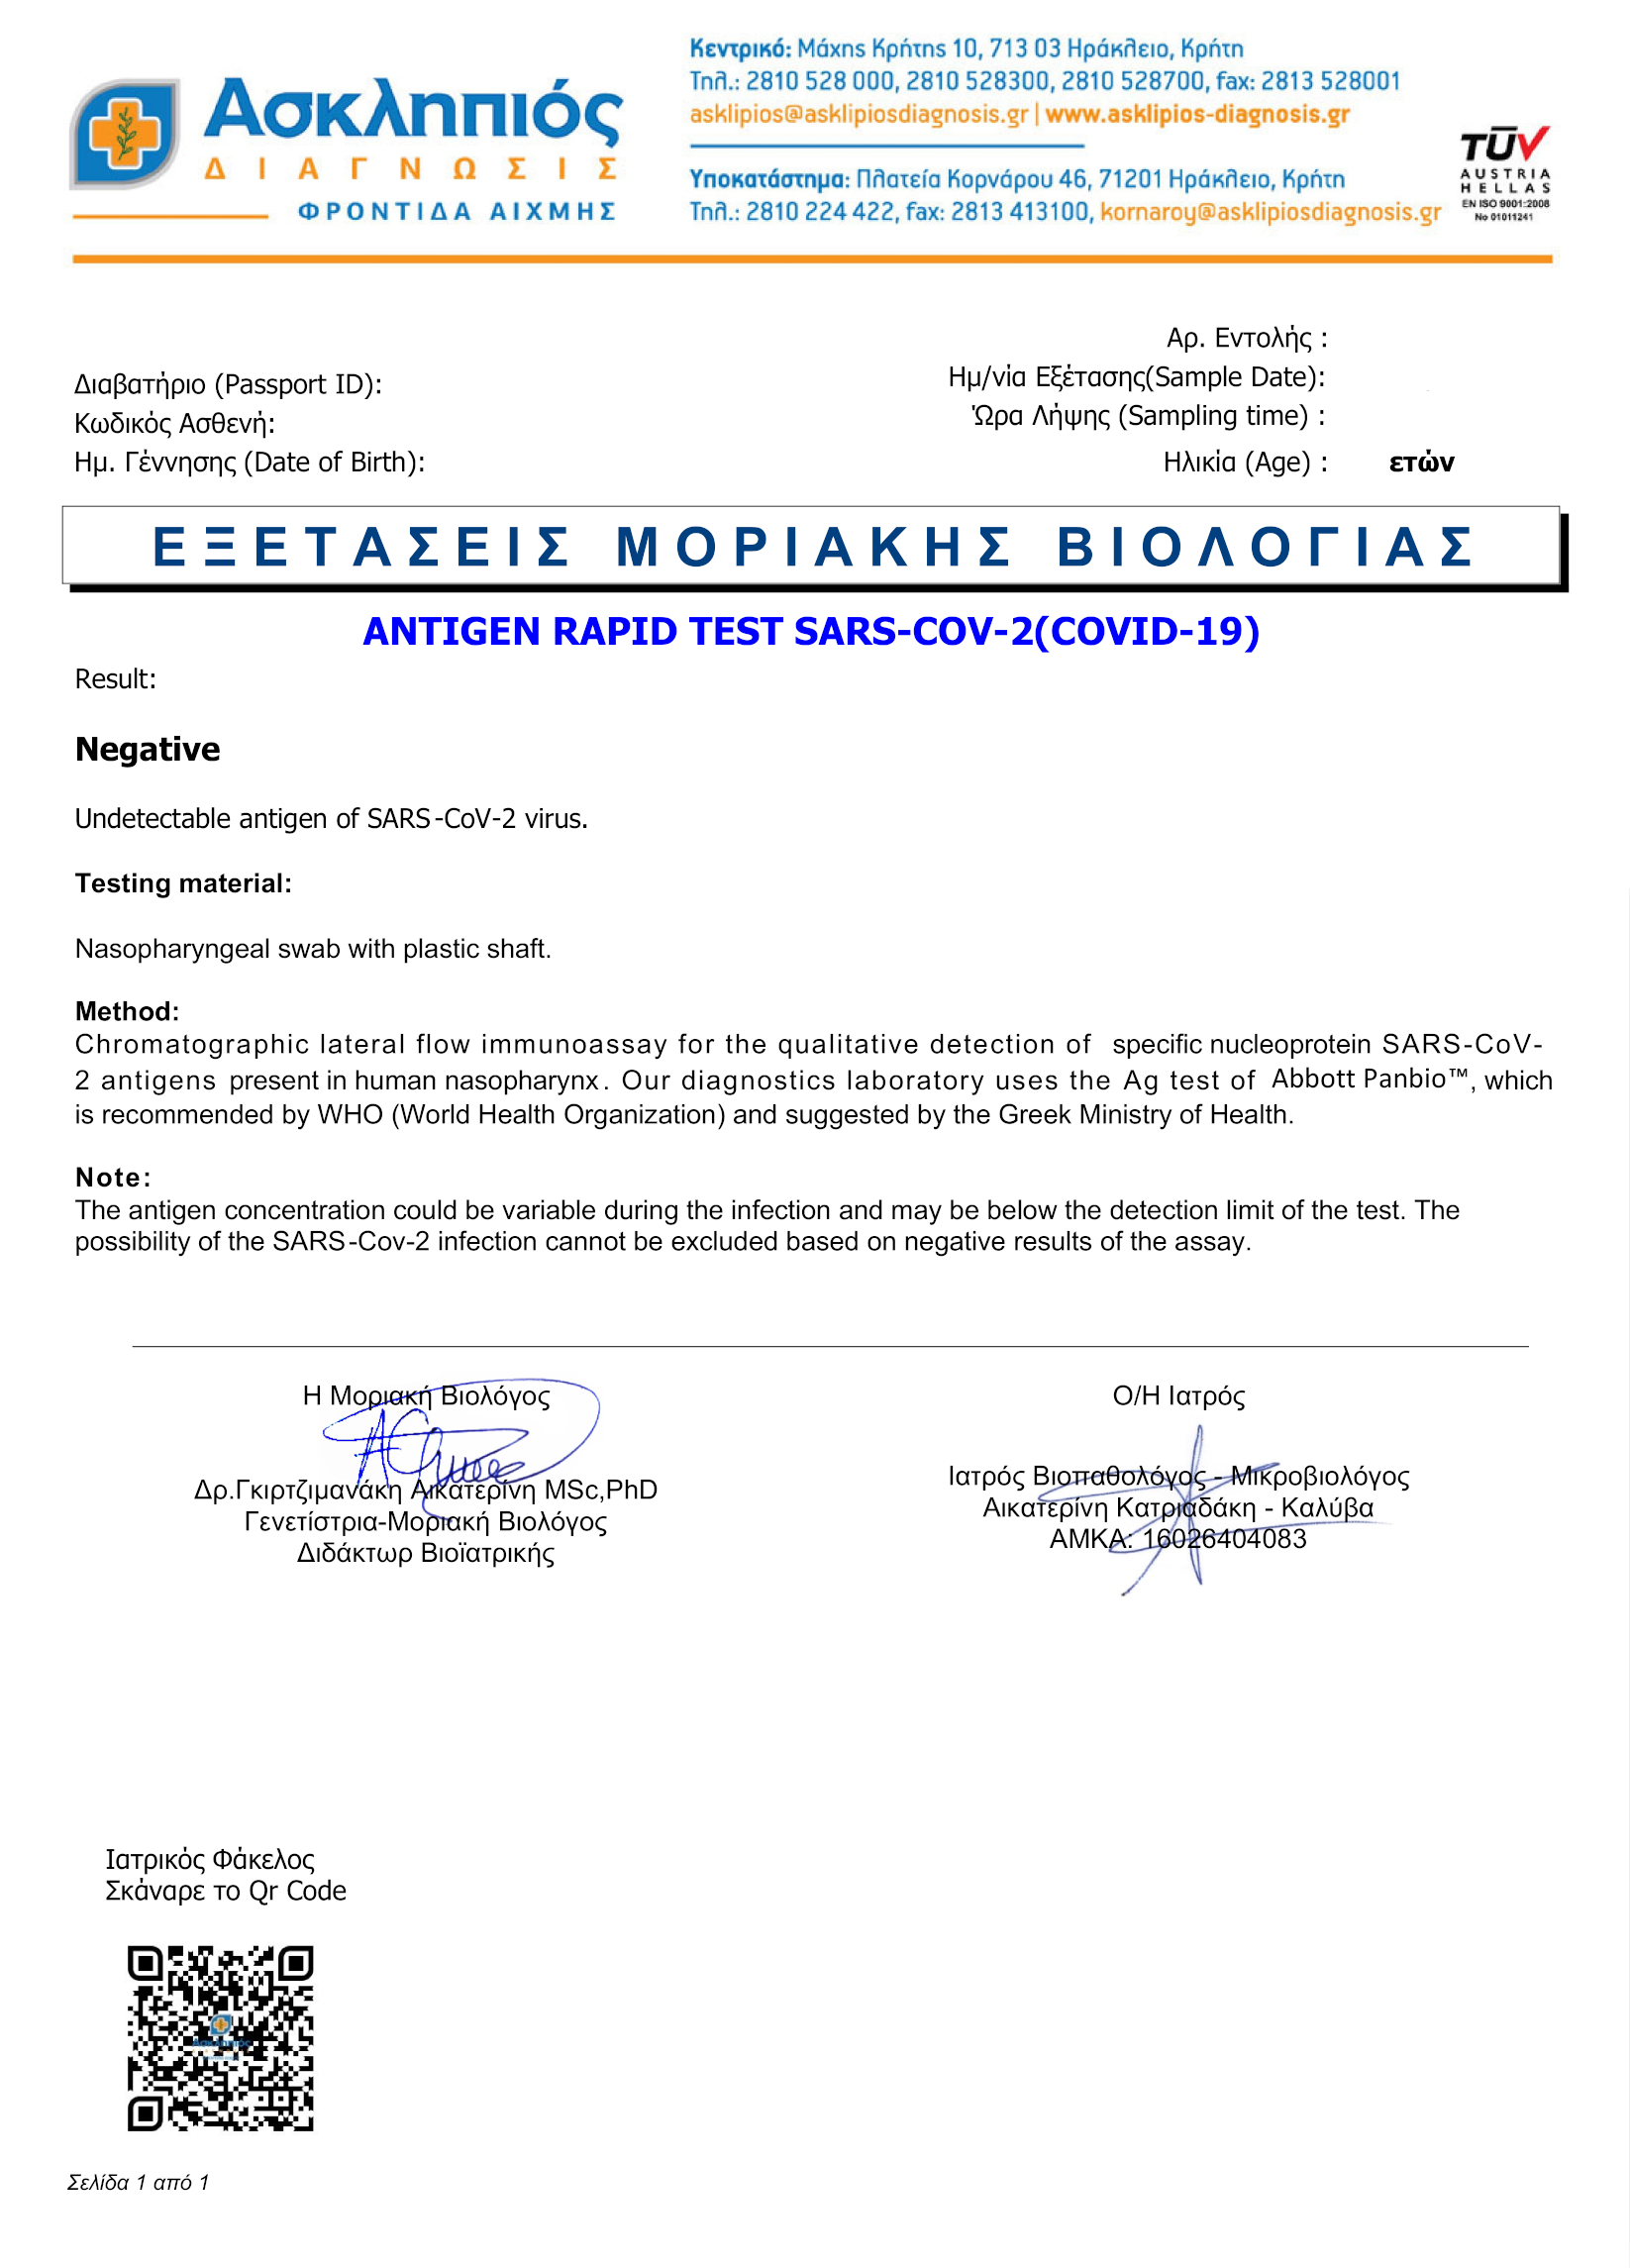 Ασκληπιός
ΔΙΑΓΝΩΣΙΣ
ΦΡΟΝΤΙΔΑ ΑΙΧΜΗΣ
Κεντρικό: Μάχης Κρήτης 10, 713 03 Ηράκλειο, Κρήτη
Τηλ.: 2810 528 000, 2810 528300, 2810 528700, fax: 2813 528001
asklipios@asklipiosdiagnosis.gr | www.asklipios-diagnosis.gr
Υποκατάστημα: Πλατεία Κορνάρου 46, 71201 Ηράκλειο, Κρήτη
Τηλ.: 2810 224 422, fax: 2813 413100, kornaroy@asklipiosdiagnosis.gr
TÜV
AUSTRIA
HELLAS
EN ISO 9001:2008
No 01011241
Αρ. Εντολής :
Διαβατήριο (Passport ID):
Ημ/νία Εξέτασης(Sample Date):
Κωδικός Ασθενή:
Ώρα Λήψης (Sampling time) :
Ημ. Γέννησης (Date of Birth):
Ηλικία (Age) : ετών
ΕΞΕΤΑΣΕΙΣ ΜΟΡΙΑΚΗΣ ΒΙΟΛΟΓΙΑΣ
ANTIGEN RAPID TEST SARS-COV-2(COVID-19)
Result:
Negative
Undetectable antigen of SARS-CoV-2 virus.
Testing material:
Nasopharyngeal swab with plastic shaft.
Method:
Chromatographic lateral flow immunoassay for the qualitative detection of specific nucleoprotein SARS-CoV-
2 antigens present in human nasopharynx. Our diagnostics laboratory uses the Ag test of Abbott Panbio™, which
is recommended by WHO (World Health Organization) and suggested by the Greek Ministry of Health.
Note:
The antigen concentration could be variable during the infection and may be below the detection limit of the test. The
possibility of the SARS-Cov-2 infection cannot be excluded based on negative results of the assay.
Η Μοριακή Βιολόγος
Δρ.Γκιρτζιμανάκη Αικατερίνη MSc,PhD
Γενετίστρια-Μοριακή Βιολόγος
Διδάκτωρ Βιοϊατρικής
Ο/Η Ιατρός
Ιατρός Βιοπαθολόγος - Μικροβιολόγος
Αικατερίνη Κατριαδάκη - Καλύβα
ΑΜΚΑ: 16026404083
Ιατρικός Φάκελος
Σκάναρε το Qr Code
Ασκληπιός
Σελίδα 1 από 1